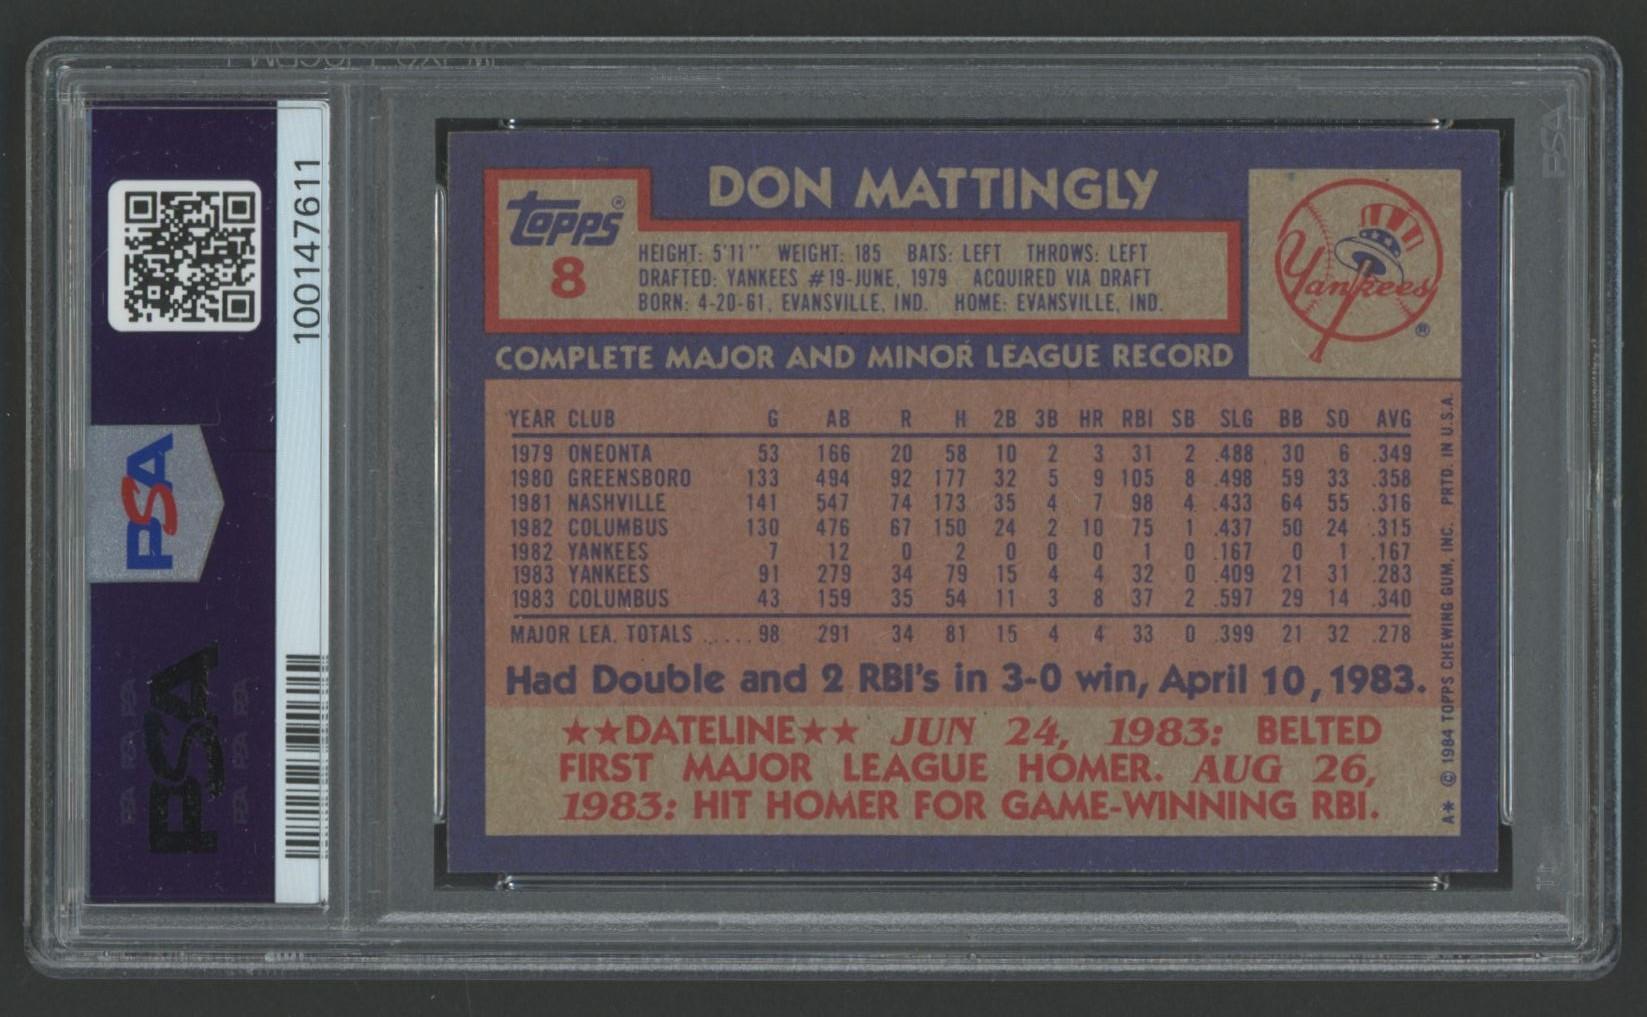 100147611
PSA
PSA
DON MATTINGLY
TOPPS®
8
HEIGHT: 5'11" WEIGHT: 185 BATS: LEFT THROWS: LEFT
DRAFTED: YANKEES #19-JUNE, 1979 ACQUIRED VIA DRAFT
BORN: 4-20-61, EVANSVILLE, IND. HOME: EVANSVILLE, IND.
Yankees
®
COMPLETE MAJOR AND MINOR LEAGUE RECORD
YEAR CLUB G AB R H 2B 3B HR RBI SB SLG BB SO AVG
1979 ONEONTA 53 166 20 58 10 2 3 31 2 .488 30 6 .349
1980 GREENSBORO 133 494 92 177 32 5 9 105 8 .498 59 33 .358
1981 NASHVILLE 141 547 74 173 35 4 7 98 4 .433 64 55 .316
1982 COLUMBUS 130 476 67 150 24 2 10 75 1 .437 50 24 .315
1982 YANKEES 7 12 0 2 0 0 0 1 0 .167 0 1 .167
1983 YANKEES 91 279 34 79 15 4 4 32 0 .409 21 31 .283
1983 COLUMBUS 43 159 35 54 11 3 8 37 2 .597 29 14 .340
MAJOR LEA. TOTALS ..... 98 291 34 81 15 4 4 33 0 .399 21 32 .278
Had Double and 2 RBI's in 3-0 win, April 10, 1983.
★★DATELINE★★ JUN 24, 1983: BELTED
FIRST MAJOR LEAGUE HOMER. AUG 26,
1983: HIT HOMER FOR GAME-WINNING RBI.
A* © 1984 TOPPS CHEWING GUM, INC. PRTD. IN U.S.A.
PSA